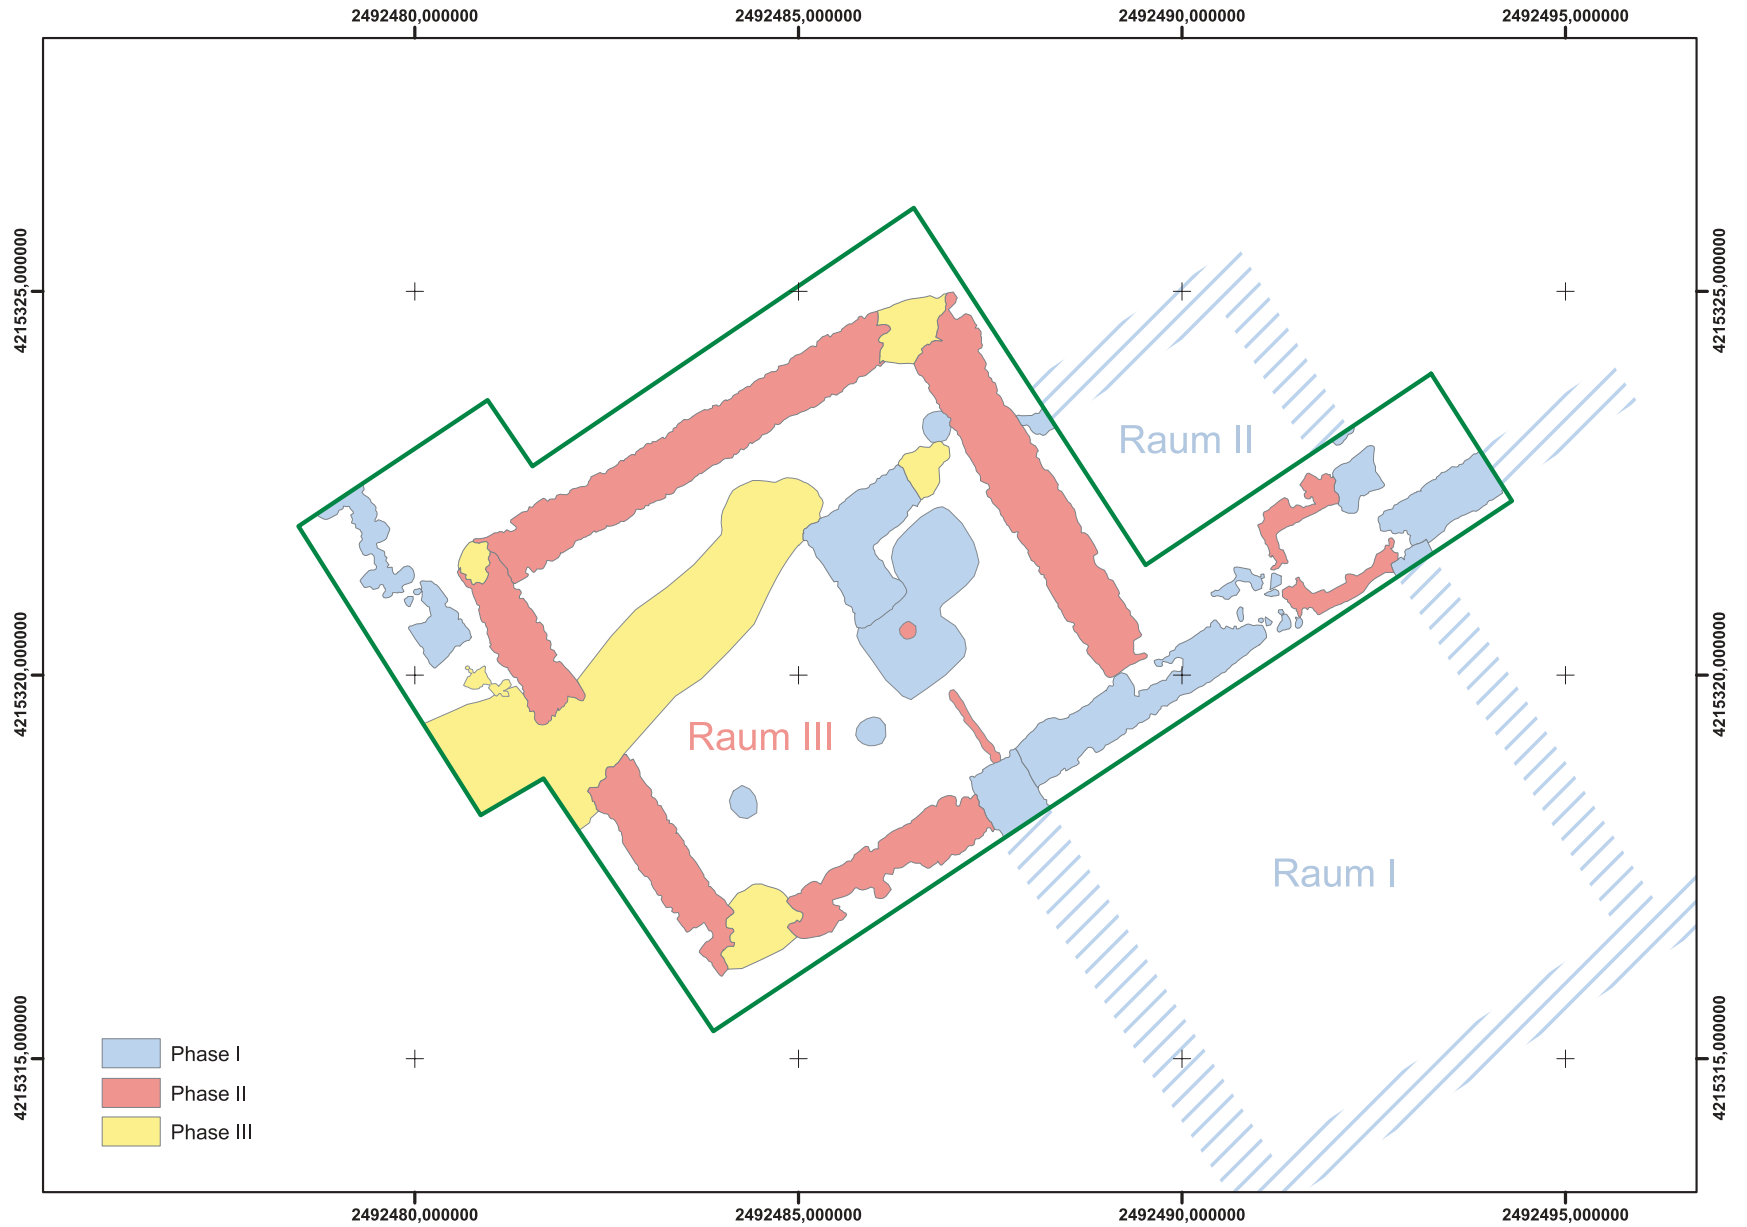 2492480,000000
2492485,000000
2492490,000000
2492495,000000
4215325,000000
4215325,000000
Raum II
4215320,000000
4215320,000000
Raum III
Raum I
4215315,000000
4215315,000000
Phase I
Phase II
Phase III
2492480,000000
2492485,000000
2492490,000000
2492495,000000